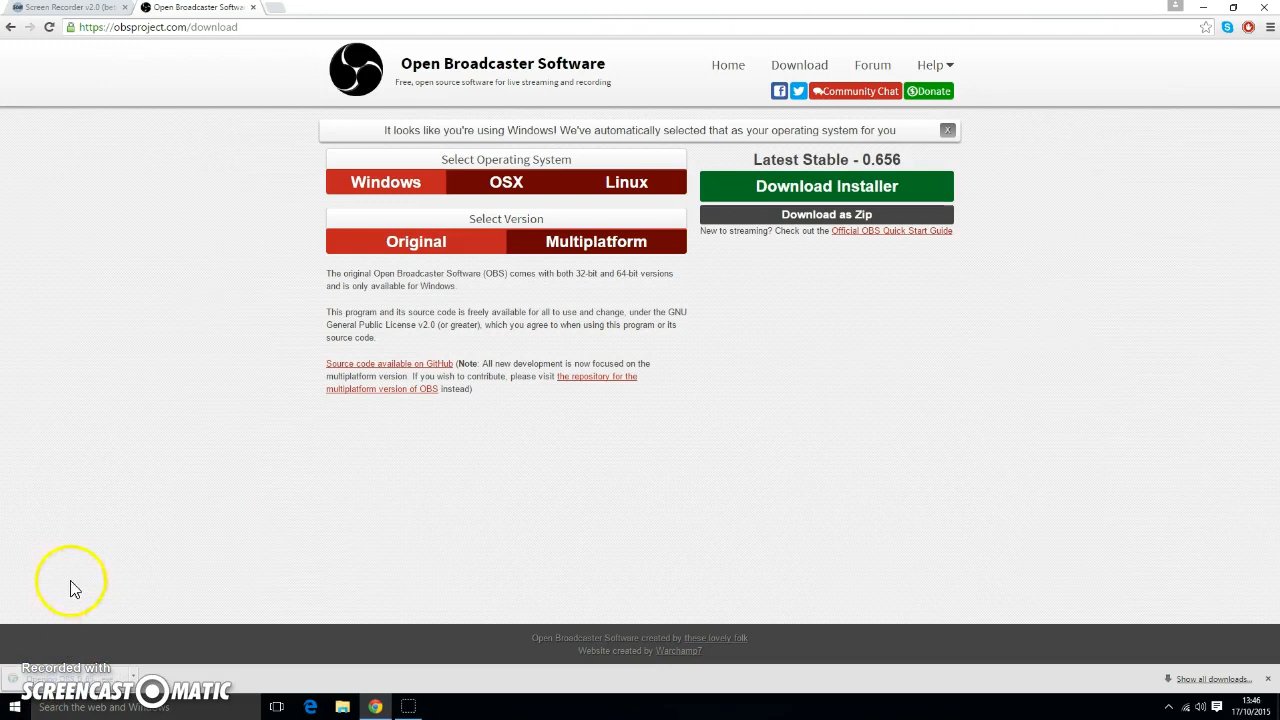 Screen Recorder v2.0 (bet
Open Broadcaster Softwa
https://obsproject.com/download
Open Broadcaster Software
Free, open source software for live streaming and recording
Home
Download
Forum
Help
Community Chat
Donate
It looks like you're using Windows! We've automatically selected that as your operating system for you
X
Select Operating System
Windows
OSX
Linux
Select Version
Original
Multiplatform
The original Open Broadcaster Software (OBS) comes with both 32-bit and 64-bit versions
and is only available for Windows.
This program and its source code is freely available for all to use and change, under the GNU
General Public License v2.0 (or greater), which you agree to when using this program or its
source code.
Source code available on GitHub (Note: All new development is now focused on the
multiplatform version. If you wish to contribute, please visit the repository for the
multiplatform version of OBS instead)
Latest Stable - 0.656
Download Installer
Download as Zip
New to streaming? Check out the Official OBS Quick Start Guide
Open Broadcaster Software created by these lovely folk
Website created by Warchamp7
Recorded with
SCREENCAST-O-MATIC
Show all downloads...
Search the web and Windows
13:46
17/10/2015